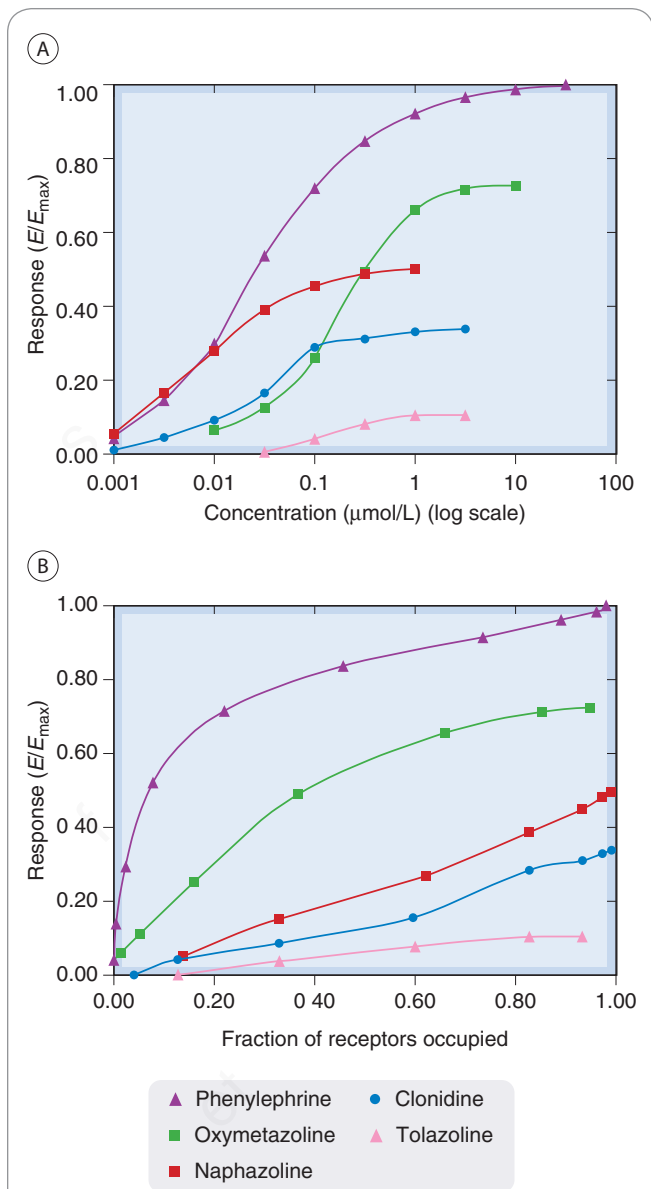 A
1.00
0.80
0.60
0.40
0.20
0.00
Response (E/Emax)
0.001 0.01 0.1 1 10 100
Concentration (μmol/L) (log scale)
B
1.00
0.80
0.60
0 40
0.20
0.00
Response (E/Emax)
0.00 0.20 0 40 0.60 0.80 1.00
Fraction of receptors occupied
Phenylephrine Clonidine
Oxymetazoline Tolazoline
Naphazoline